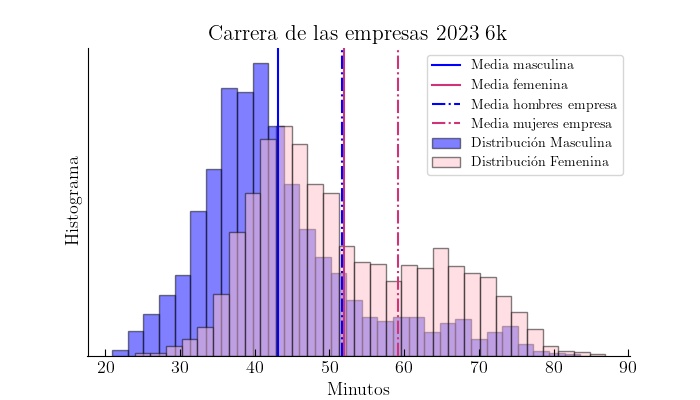 Carrera de las empresas 2023 6k
Media masculina
Media femenina
Media hombres empresa
Media mujeres empresa
Distribución Masculina
Distribución Femenina
Histograma
20 30 40 50 60 70 80 90
Minutos